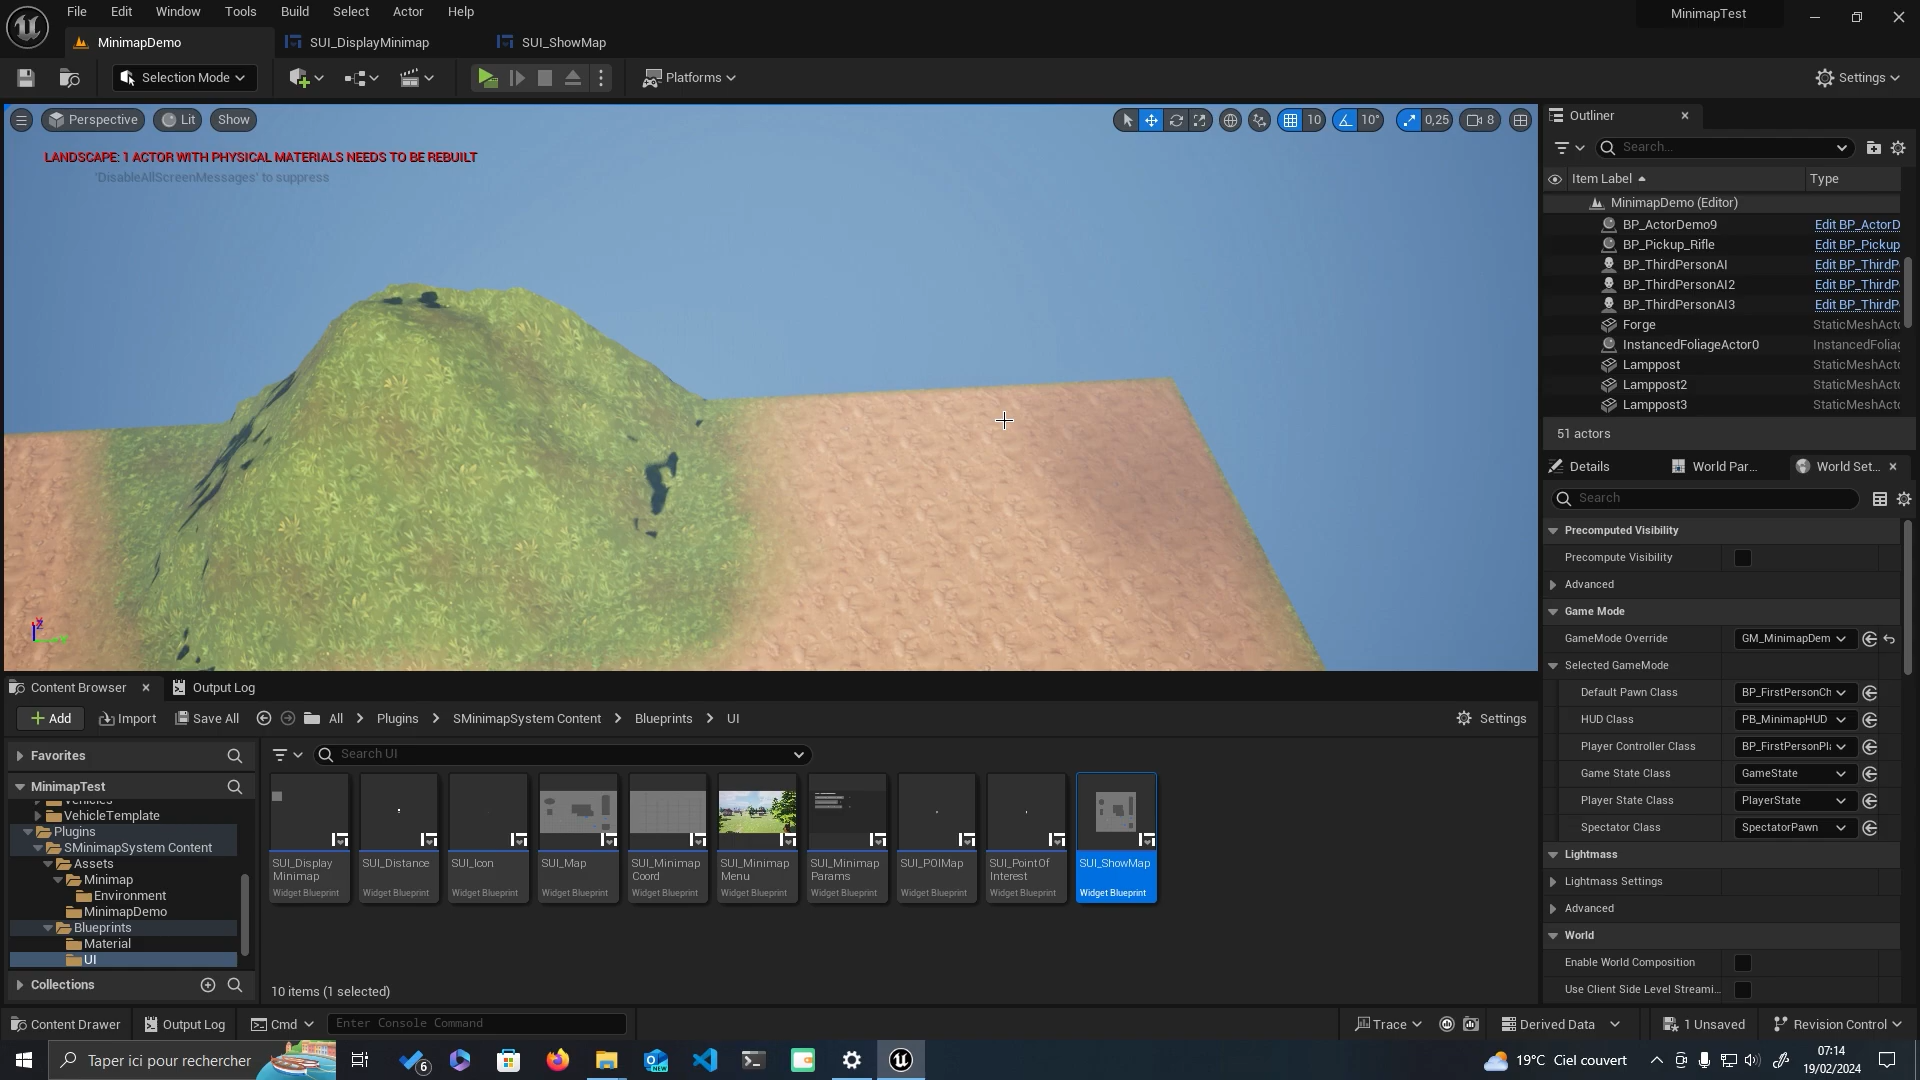 File Edit Window Tools Build Select Actor Help
MinimapTest
MinimapDemo
SUI_DisplayMinimap
SUI_ShowMap
Selection Mode
Platforms
Settings
Perspective
Lit
Show
10
10°
0,25
8
LANDSCAPE: 1 ACTOR WITH PHYSICAL MATERIALS NEEDS TO BE REBUILT
'DisableAllScreenMessages' to suppress
Outliner
Search...
Item Label
Type
MinimapDemo (Editor)
BP_ActorDemo9 Edit BP_ActorD
BP_Pickup_Rifle Edit BP_Pickup
BP_ThirdPersonAI Edit BP_ThirdP
BP_ThirdPersonAI2 Edit BP_ThirdP
BP_ThirdPersonAI3 Edit BP_ThirdP
Forge StaticMeshActo
InstancedFoliageActor0 InstancedFoliag
Lamppost StaticMeshActo
Lamppost2 StaticMeshActo
Lamppost3 StaticMeshActo
51 actors
Details
World Par...
World Set...
Search
Precomputed Visibility
Precompute Visibility
Advanced
Game Mode
GameMode Override GM_MinimapDem
Selected GameMode
Default Pawn Class BP_FirstPersonCh
HUD Class PB_MinimapHUD
Player Controller Class BP_FirstPersonPla
Game State Class GameState
Player State Class PlayerState
Spectator Class SpectatorPawn
Lightmass
Lightmass Settings
Advanced
World
Enable World Composition
Use Client Side Level Streami...
Content Browser
Output Log
Add
Import
Save All
All > Plugins > SMinimapSystem Content > Blueprints > UI
Settings
Favorites
Search UI
MinimapTest
Vehicles
VehicleTemplate
Plugins
SMinimapSystem Content
Assets
Minimap
Environment
MinimapDemo
Blueprints
Material
UI
Collections
SUI_Display
Minimap
Widget Blueprint
SUI_Distance
Widget Blueprint
SUI_Icon
Widget Blueprint
SUI_Map
Widget Blueprint
SUI_Minimap
Coord
Widget Blueprint
SUI_Minimap
Menu
Widget Blueprint
SUI_Minimap
Params
Widget Blueprint
SUI_POIMap
Widget Blueprint
SUI_PointOf
Interest
Widget Blueprint
SUI_ShowMap
Widget Blueprint
10 items (1 selected)
Content Drawer
Output Log
Cmd
Enter Console Command
Trace
Derived Data
1 Unsaved
Revision Control
Taper ici pour rechercher
6
NEW
19°C Ciel couvert
07:14
19/02/2024